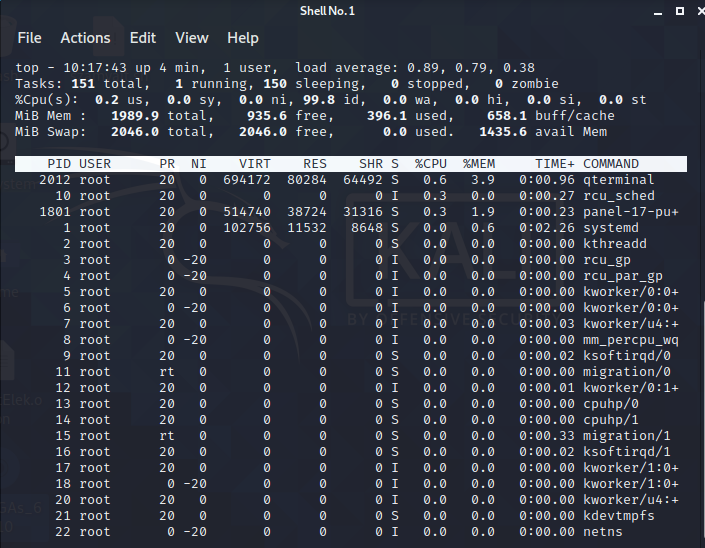 Shell No. 1
File Actions Edit View Help
top - 10:17:43 up 4 min, 1 user, load average: 0.89, 0.79, 0.38
Tasks: 151 total, 1 running, 150 sleeping, 0 stopped, 0 zombie
%Cpu(s): 0.2 us, 0.0 sy, 0.0 ni, 99.8 id, 0.0 wa, 0.0 hi, 0.0 si, 0.0 st
MiB Mem : 1989.9 total, 935.6 free, 396.1 used, 658.1 buff/cache
MiB Swap: 2046.0 total, 2046.0 free, 0.0 used. 1435.6 avail Mem
PID USER PR NI VIRT RES SHR S %CPU %MEM TIME+ COMMAND
2012 root 20 0 694172 80284 64492 S 0.6 3.9 0:00.96 qterminal
10 root 20 0 0 0 0 I 0.3 0.0 0:00.27 rcu_sched
1801 root 20 0 514740 38724 31316 S 0.3 1.9 0:00.23 panel-17-pu+
1 root 20 0 102756 11532 8648 S 0.0 0.6 0:02.26 systemd
2 root 20 0 0 0 0 S 0.0 0.0 0:00.00 kthreadd
3 root 0 -20 0 0 0 I 0.0 0.0 0:00.00 rcu_gp
4 root 0 -20 0 0 0 I 0.0 0.0 0:00.00 rcu_par_gp
5 root 20 0 0 0 0 I 0.0 0.0 0:00.00 kworker/0:0+
6 root 0 -20 0 0 0 I 0.0 0.0 0:00.00 kworker/0:0+
7 root 20 0 0 0 0 I 0.0 0.0 0:00.03 kworker/u4:+
8 root 0 -20 0 0 0 I 0.0 0.0 0:00.00 mm_percpu_wq
9 root 20 0 0 0 0 S 0.0 0.0 0:00.02 ksoftirqd/0
11 root rt 0 0 0 0 S 0.0 0.0 0:00.00 migration/0
12 root 20 0 0 0 0 I 0.0 0.0 0:00.01 kworker/0:1+
13 root 20 0 0 0 0 S 0.0 0.0 0:00.00 cpuhp/0
14 root 20 0 0 0 0 S 0.0 0.0 0:00.00 cpuhp/1
15 root rt 0 0 0 0 S 0.0 0.0 0:00.33 migration/1
16 root 20 0 0 0 0 S 0.0 0.0 0:00.02 ksoftirqd/1
17 root 20 0 0 0 0 I 0.0 0.0 0:00.00 kworker/1:0+
18 root 0 -20 0 0 0 I 0.0 0.0 0:00.00 kworker/1:0+
20 root 20 0 0 0 0 I 0.0 0.0 0:00.00 kworker/u4:+
21 root 20 0 0 0 0 S 0.0 0.0 0:00.00 kdevtmpfs
22 root 0 -20 0 0 0 I 0.0 0.0 0:00.00 netns